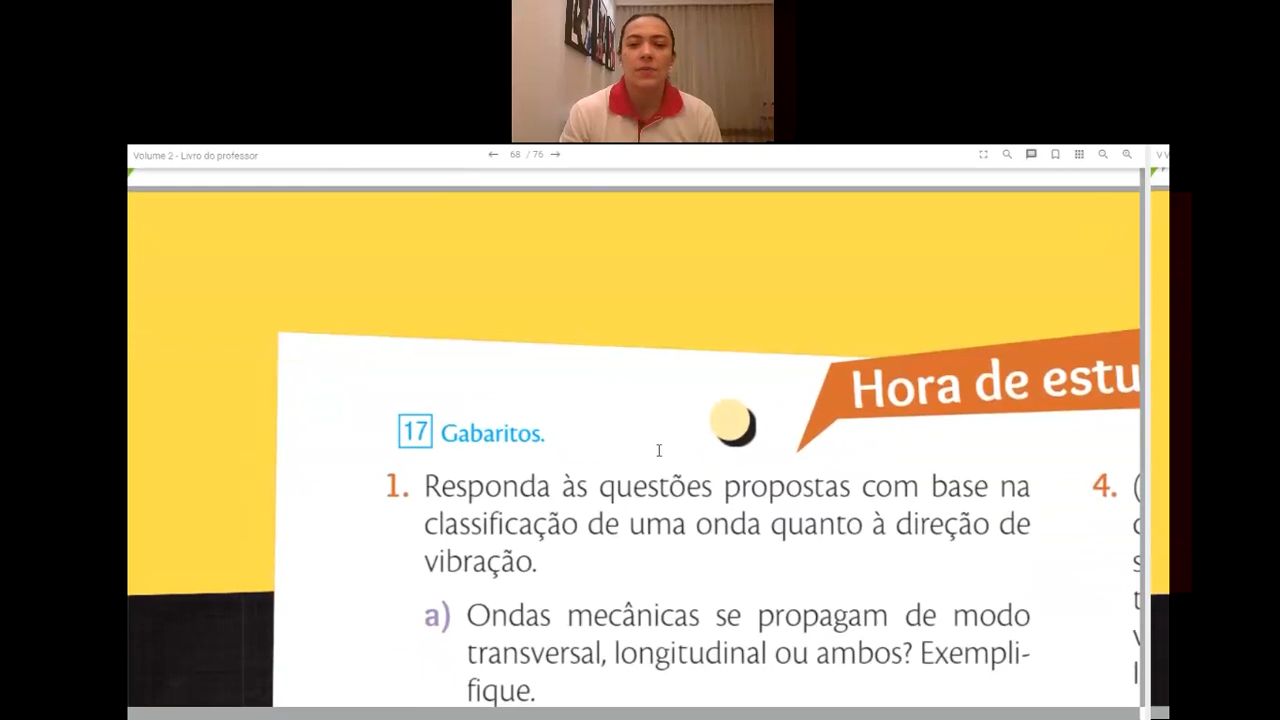 Volume 2 - Livro do professor
68 / 76
Hora de estu
17 Gabaritos.
1. Responda às questões propostas com base na
classificação de uma onda quanto à direção de
vibração.
a) Ondas mecânicas se propagam de modo
transversal, longitudinal ou ambos? Exempli-
fique.
4. (